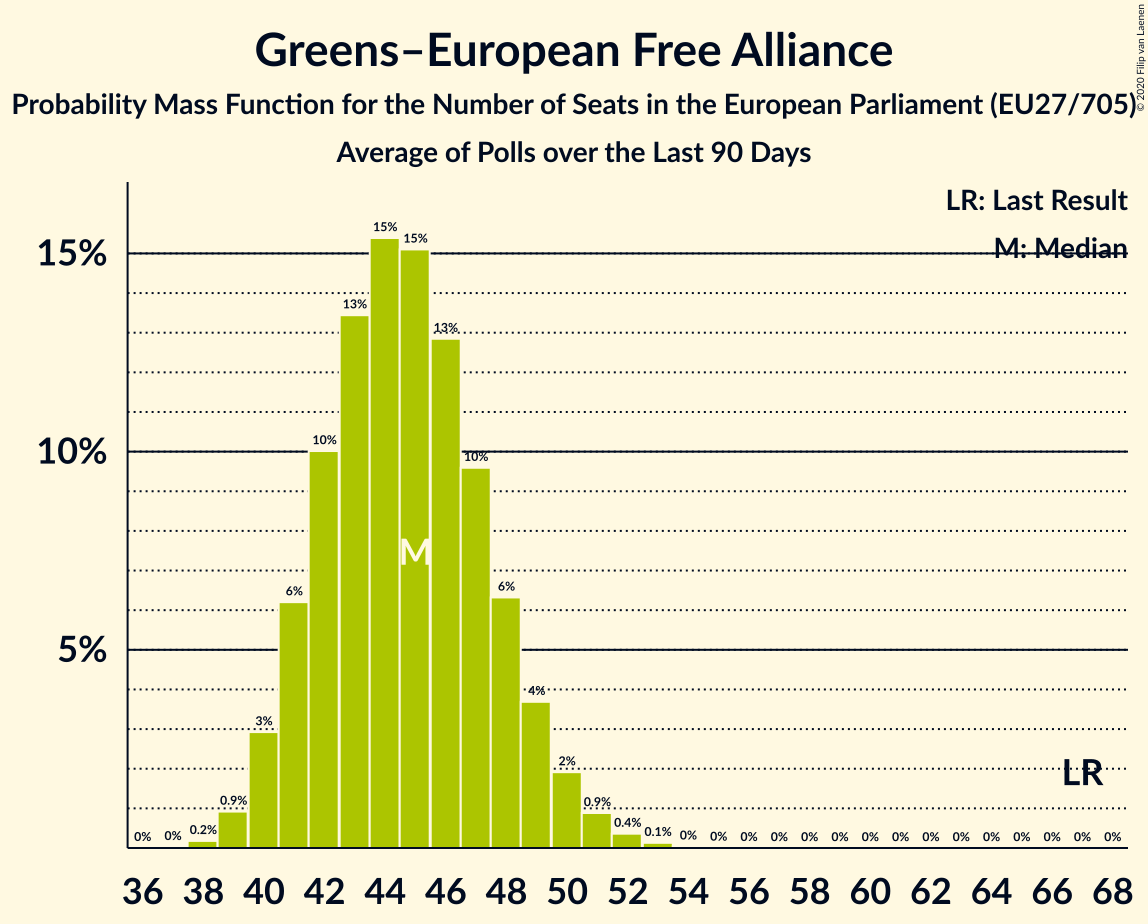 Greens–European Free Alliance
Probability Mass Function for the Number of Seats in the European Parliament (EU27/705)
Average of Polls over the Last 90 Days
© 2020 Filip van Laenen
LR: Last Result
M: Median
15%
10%
5%
0% 0% 0.2% 0.9% 3% 6% 10% 13% 15% 15% 13% 10% 6% 4% 2% 0.9% 0.4% 0.1% 0% 0% 0% 0% 0% 0% 0% 0% 0% 0% 0% 0% 0% 0% 0%
M
LR
36 38 40 42 44 46 48 50 52 54 56 58 60 62 64 66 68